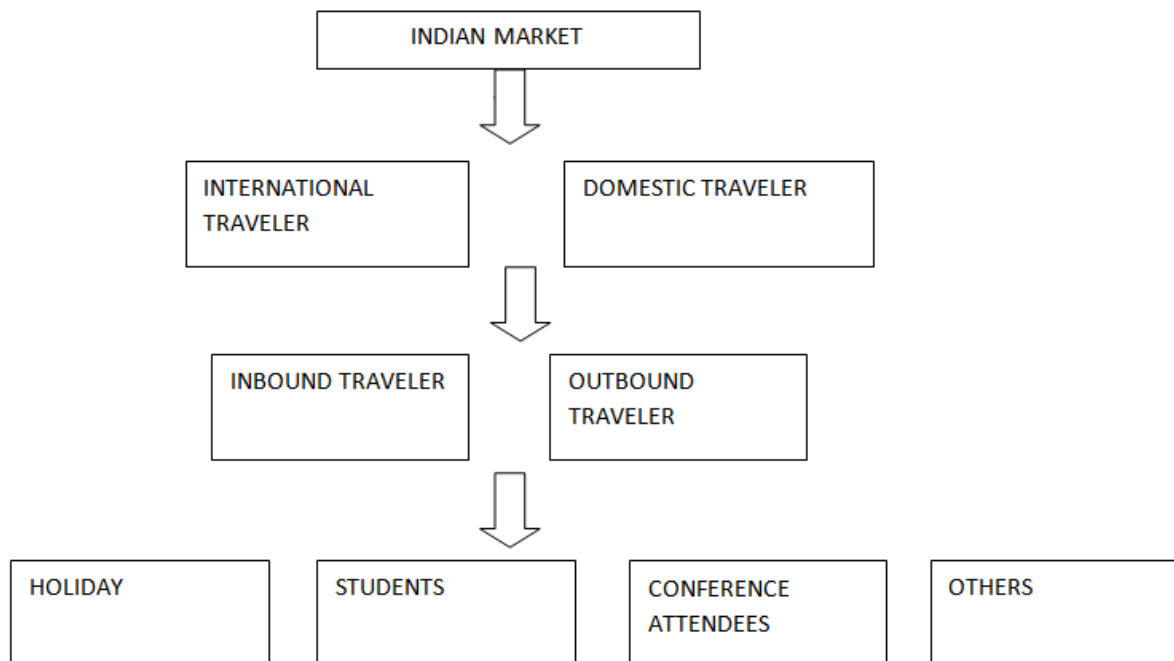 INDIAN MARKET
INTERNATIONAL
TRAVELER
DOMESTIC TRAVELER
INBOUND TRAVELER
OUTBOUND
TRAVELER
HOLIDAY
STUDENTS
CONFERENCE
ATTENDEES
OTHERS